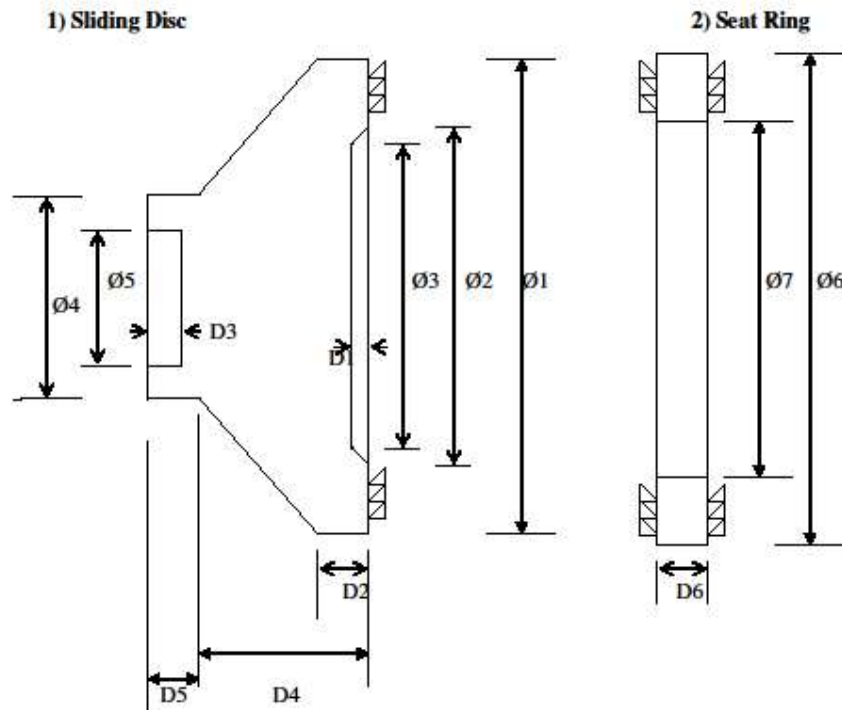 1) Sliding Disc
2) Seat Ring
Ø4
Ø5
D3
D1
Ø3
Ø2
Ø1
Ø7
Ø6
D2
D6
D5
D4